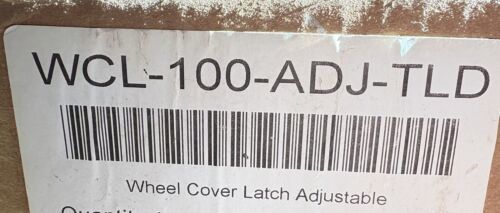 WCL-100-ADJ-TLD
Wheel Cover Latch Adjustable